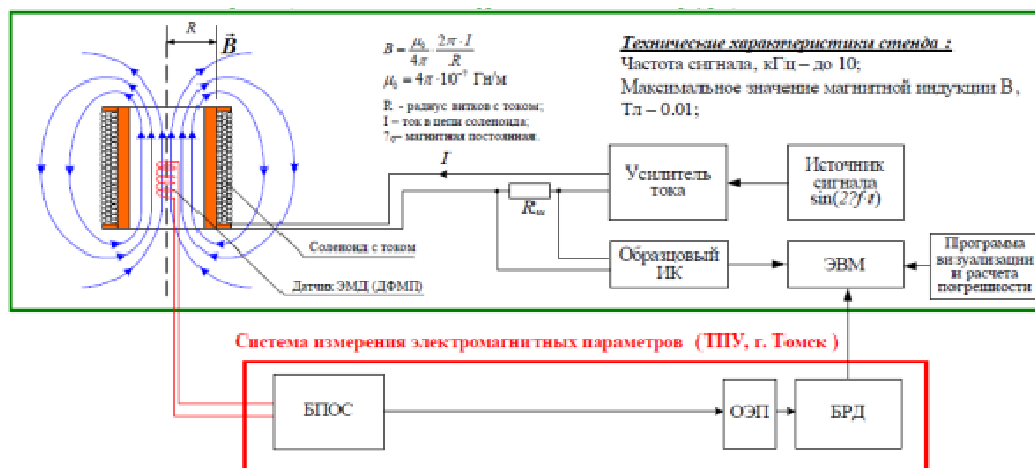 R
B
B = μ₀/4π · 2π·I/R
μ₀ = 4π·10⁻⁷ Гн/м
R - радиус витков с током;
I – ток в цепи соленоида;
?₀– магнитная постоянная.
Технические характеристики стенда :
Частота сигнала, кГц – до 10;
Максимальное значение магнитной индукции В,
Тл – 0.01;
I
Rш
Усилитель
тока
Источник
сигнала
sin(2?f·t)
Соленоид с током
Датчик ЭМД (ДФМП)
Образцовый
ИК
ЭВМ
Программа
визуализации
и расчета
погрешности
Система измерения электромагнитных параметров (ТПУ, г. Томск )
БПОС
ОЭП
БРД